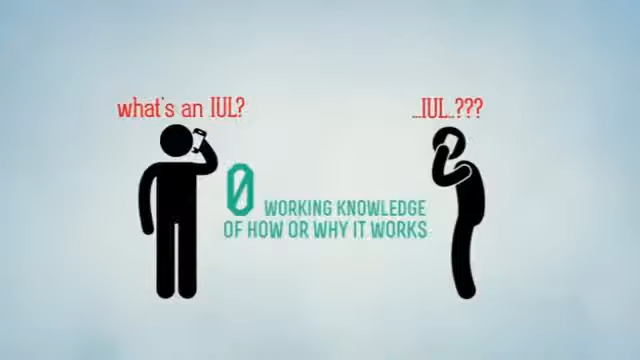 what's an IUL?
...IUL..???
0 WORKING KNOWLEDGE
OF HOW OR WHY IT WORKS